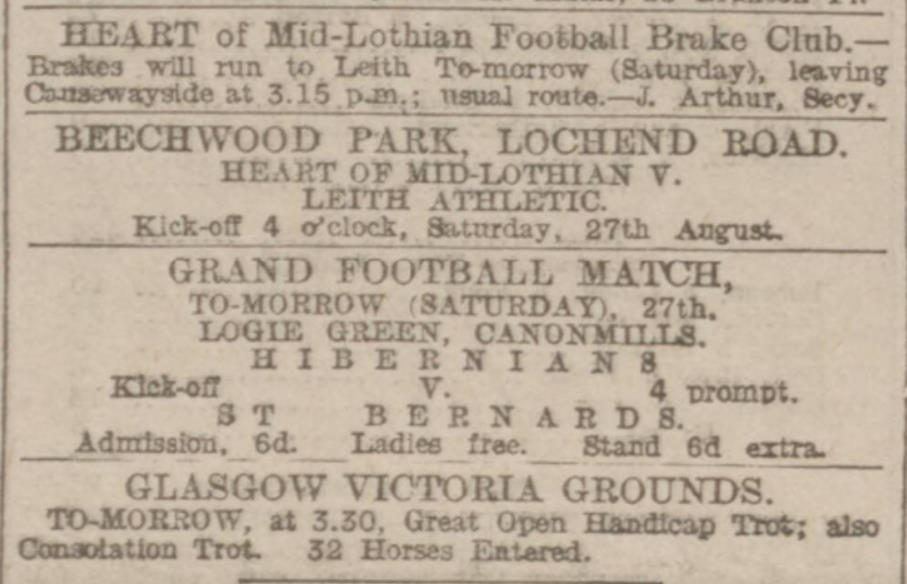 HEART of Mid-Lothian Football Brake Club.—
Brakes will run to Leith To-morrow (Saturday), leaving
Causewayside at 3.15 p.m.; usual route.—J. Arthur, Secy.
BEECHWOOD PARK, LOCHEND ROAD.
HEART OF MID-LOTHIAN V.
LEITH ATHLETIC.
Kick-off 4 o'clock, Saturday, 27th August.
GRAND FOOTBALL MATCH,
TO-MORROW (SATURDAY), 27th.
LOGIE GREEN, CANONMILLS.
HIBERNIANS
Kick-off V. 4 prompt.
ST BERNARDS.
Admission, 6d. Ladies free. Stand 6d extra.
GLASGOW VICTORIA GROUNDS.
TO-MORROW, at 3.30, Great Open Handicap Trot; also
Consolation Trot. 32 Horses Entered.